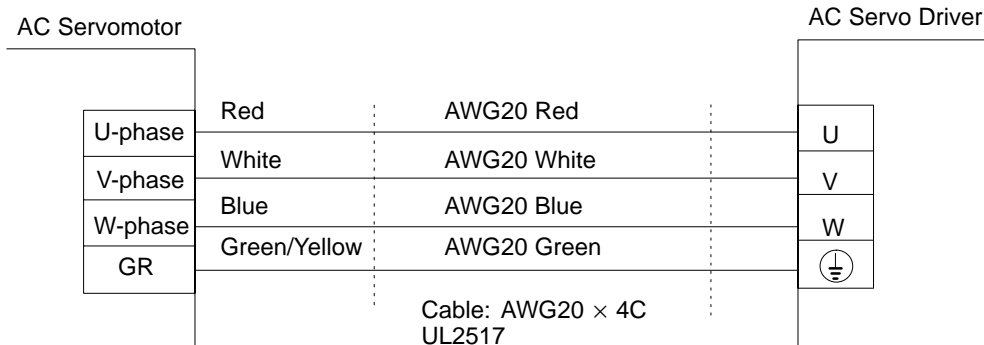 AC Servomotor
AC Servo Driver
U-phase
Red
AWG20 Red
U
V-phase
White
AWG20 White
V
W-phase
Blue
AWG20 Blue
W
GR
Green/Yellow
AWG20 Green
Cable: AWG20 × 4C
UL2517